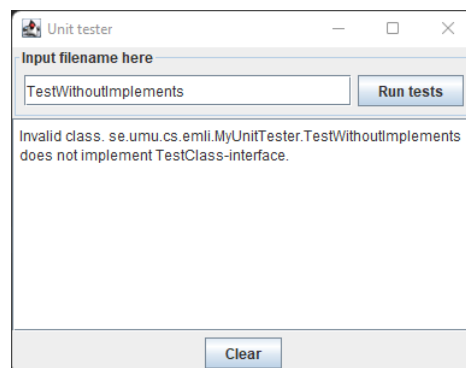 Unit tester
Input filename here
TestWithoutImplements
Run tests
Invalid class. se.umu.cs.emli.MyUnitTester.TestWithoutImplements
does not implement TestClass-interface.
Clear